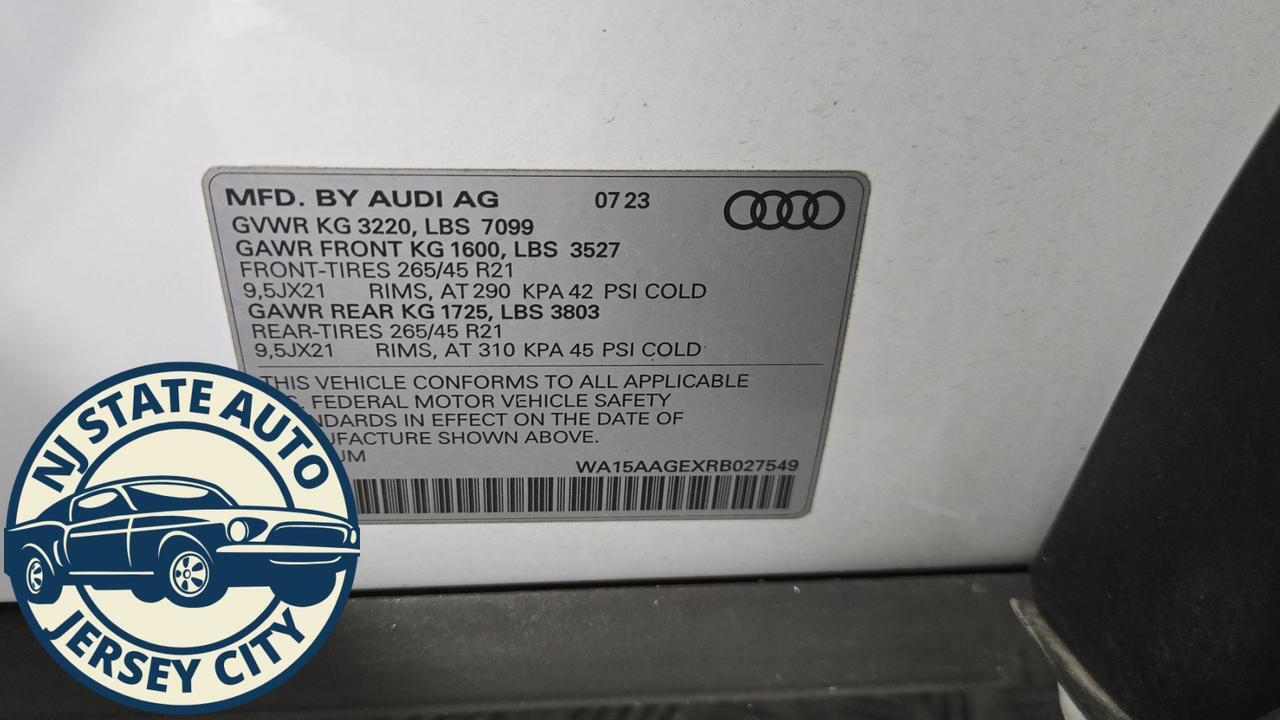 MFD. BY AUDI AG 07 23
GVWR KG 3220, LBS 7099
GAWR FRONT KG 1600, LBS 3527
FRONT-TIRES 265/45 R21
9,5JX21 RIMS, AT 290 KPA 42 PSI COLD
GAWR REAR KG 1725, LBS 3803
REAR-TIRES 265/45 R21
9,5JX21 RIMS, AT 310 KPA 45 PSI COLD
THIS VEHICLE CONFORMS TO ALL APPLICABLE
FEDERAL MOTOR VEHICLE SAFETY
IN EFFECT ON THE DATE OF
SHOWN ABOVE.
WA15AAGEXRB027549
NJ STATE AUTO
JERSEY CITY